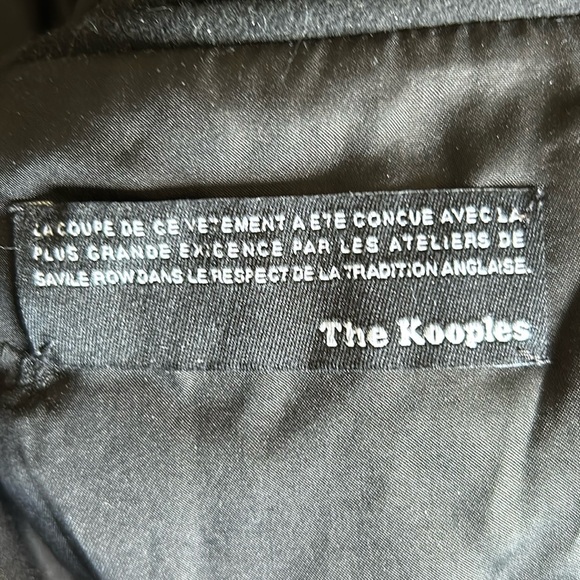 LA COUPE DE CE VETEMENT A ETE CONCUE AVEC LA
PLUS GRANDE EXIGENCE PAR LES ATELIERS DE
SAVILE ROW DANS LE RESPECT DE LA TRADITION ANGLAISE.
The Kooples